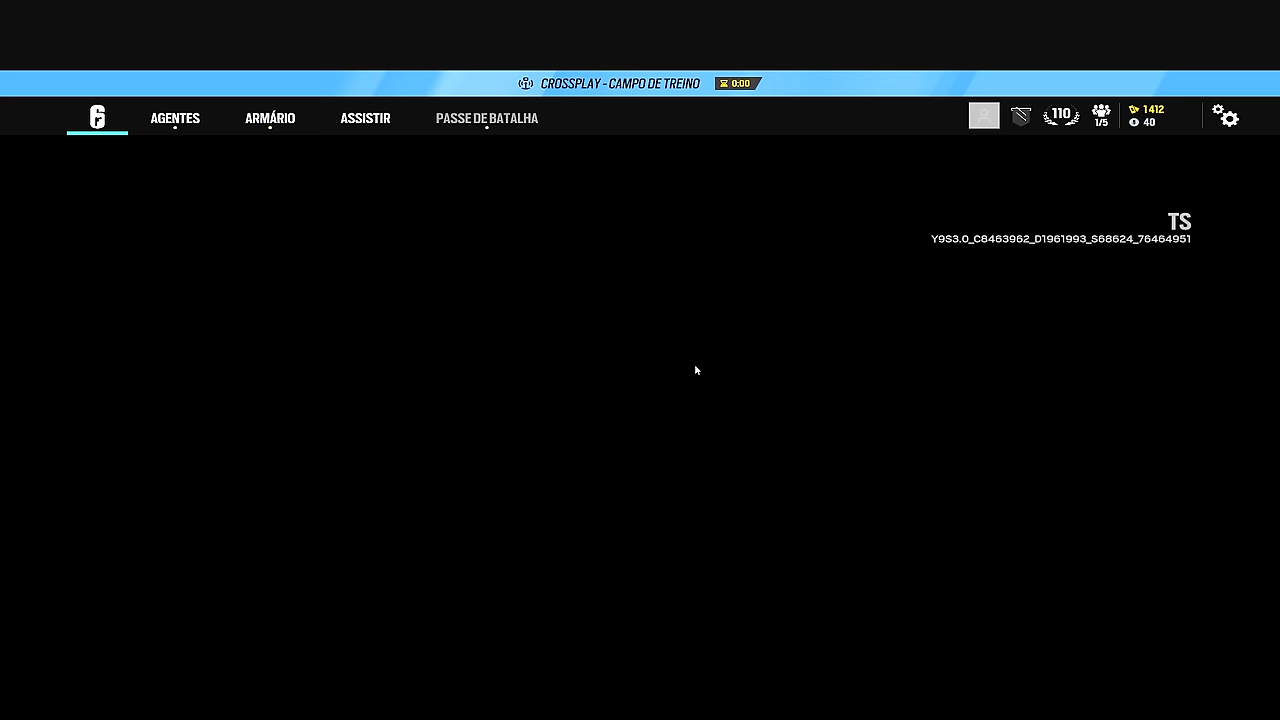 CROSSPLAY - CAMPO DE TREINO 0:00
AGENTES ARMÁRIO ASSISTIR PASSE DE BATALHA 110 1/5 1412
40
TS
Y9S3.0_C8463962_D1961993_S68624_76464951